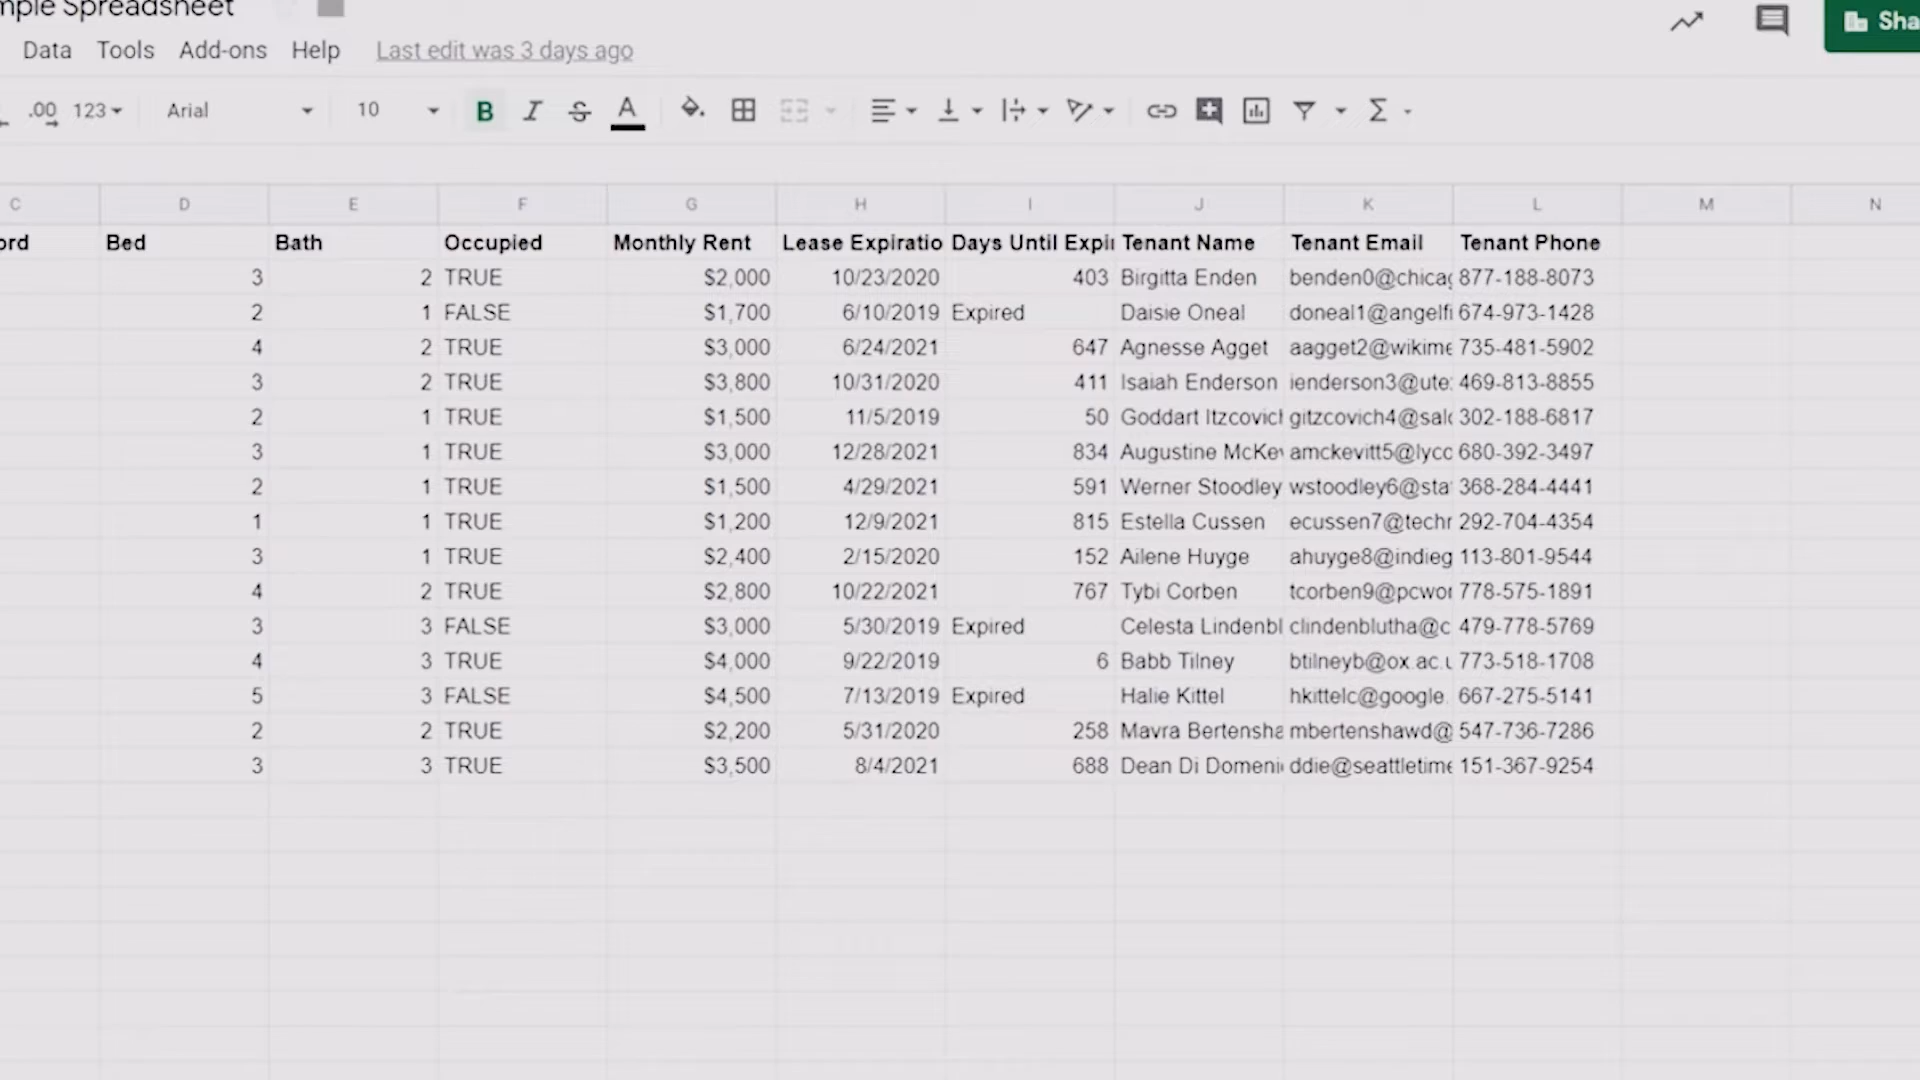 Spreadsheet
Data Tools Add-ons Help Last edit was 3 days ago
.00 123 Arial 10 B I S A Σ
C D E F G H I J K L M N
Bed Bath Occupied Monthly Rent Lease Expiratio Days Until Expi Tenant Name Tenant Email Tenant Phone
3 2 TRUE $2,000 10/23/2020 403 Birgitta Enden benden0@chicag 877-188-8073
2 1 FALSE $1,700 6/10/2019 Expired Daisie Oneal doneal1@angelfi 674-973-1428
4 2 TRUE $3,000 6/24/2021 647 Agnesse Agget aagget2@wikime 735-481-5902
3 2 TRUE $3,800 10/31/2020 411 Isaiah Enderson ienderson3@ute 469-813-8855
2 1 TRUE $1,500 11/5/2019 50 Goddart Itzcovich gitzcovich4@sal 302-188-6817
3 1 TRUE $3,000 12/28/2021 834 Augustine McKev amckevitt5@lyco 680-392-3497
2 1 TRUE $1,500 4/29/2021 591 Werner Stoodley wstoodley6@sta 368-284-4441
1 1 TRUE $1,200 12/9/2021 815 Estella Cussen ecussen7@techr 292-704-4354
3 1 TRUE $2,400 2/15/2020 152 Ailene Huyge ahuyge8@indieg 113-801-9544
4 2 TRUE $2,800 10/22/2021 767 Tybi Corben tcorben9@pcwor 778-575-1891
3 3 FALSE $3,000 5/30/2019 Expired Celesta Lindenbl clindenblutha@c 479-778-5769
4 3 TRUE $4,000 9/22/2019 6 Babb Tilney btilneyb@ox.ac.u 773-518-1708
5 3 FALSE $4,500 7/13/2019 Expired Halie Kittel hkittelc@google. 667-275-5141
2 2 TRUE $2,200 5/31/2020 258 Mavra Bertensha mbertenshawd@ 547-736-7286
3 3 TRUE $3,500 8/4/2021 688 Dean Di Domeni ddie@seattletime 151-367-9254